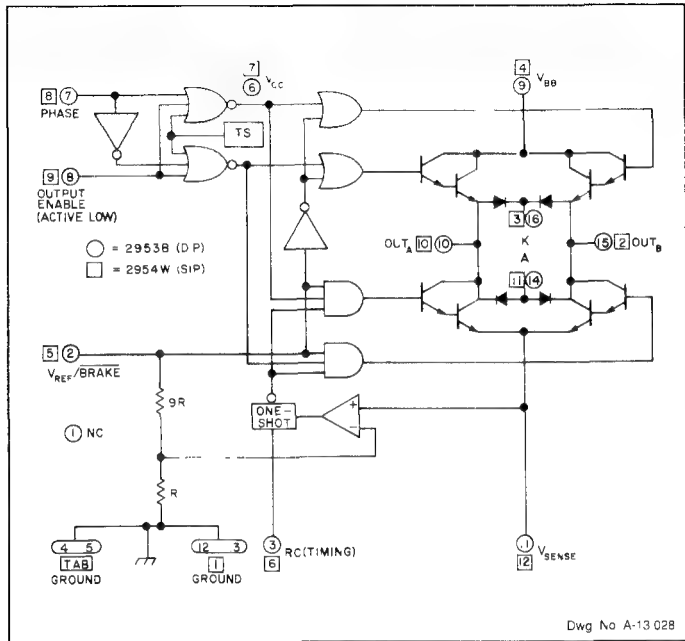 7
6 VCC
4
9 VBB
8 7
PHASE
TS
9 8
OUTPUT
ENABLE
(ACTIVE LOW)
= 2953B (D P)
= 2954W (SIP)
3 16
OUTA 10 10
K
A
15 2 OUTB
11 14
5 2
VREF/BRAKE
9R
ONE-
SHOT
+
−
1 NC
R
4 5
TAB
GROUND
12 3
1
GROUND
3 RC(TIMING)
6
.1 VSENSE
12
Dwg No A-13 028